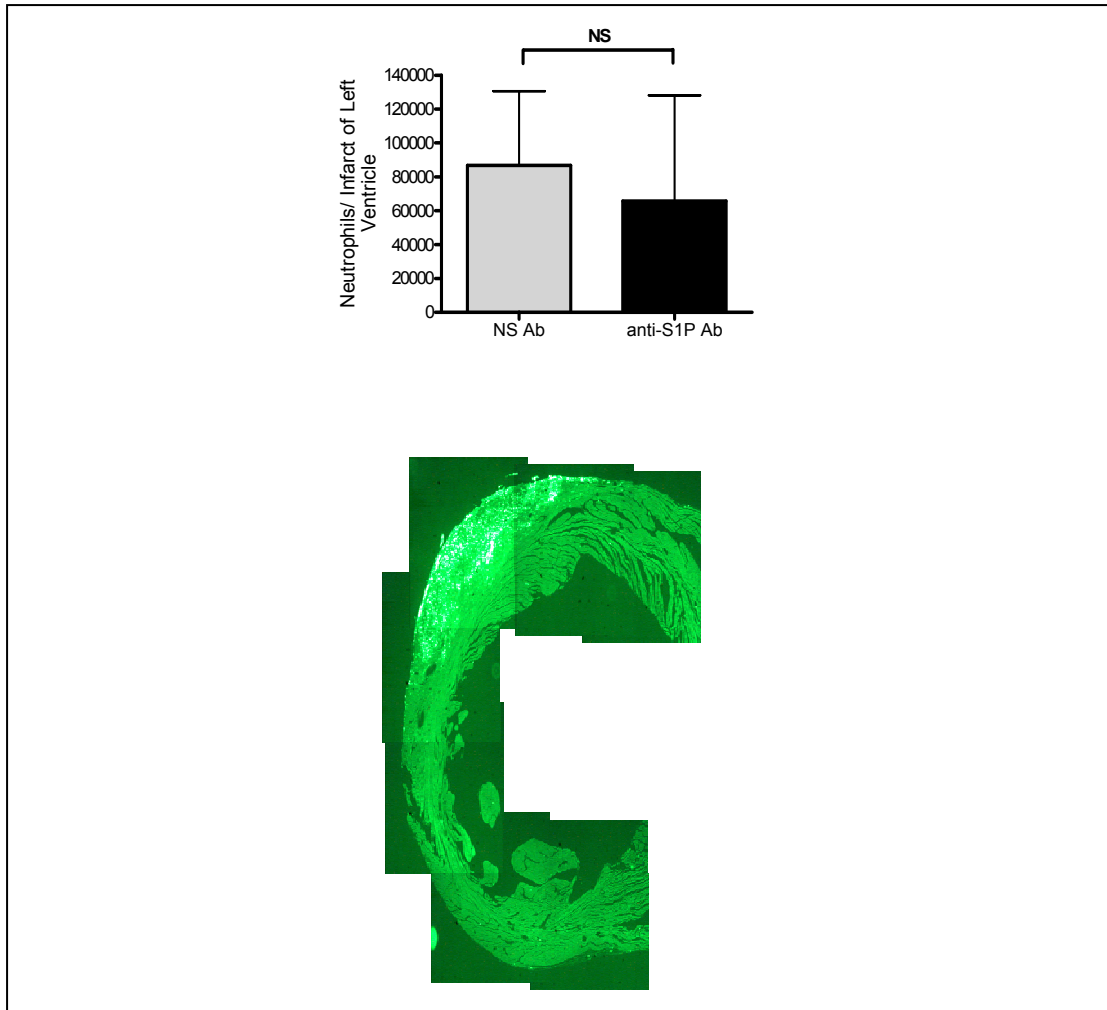 NS
Neutrophils/ Infarct of Left
Ventricle
140000
120000
100000
80000
60000
40000
20000
0
NS Ab
anti-S1P Ab